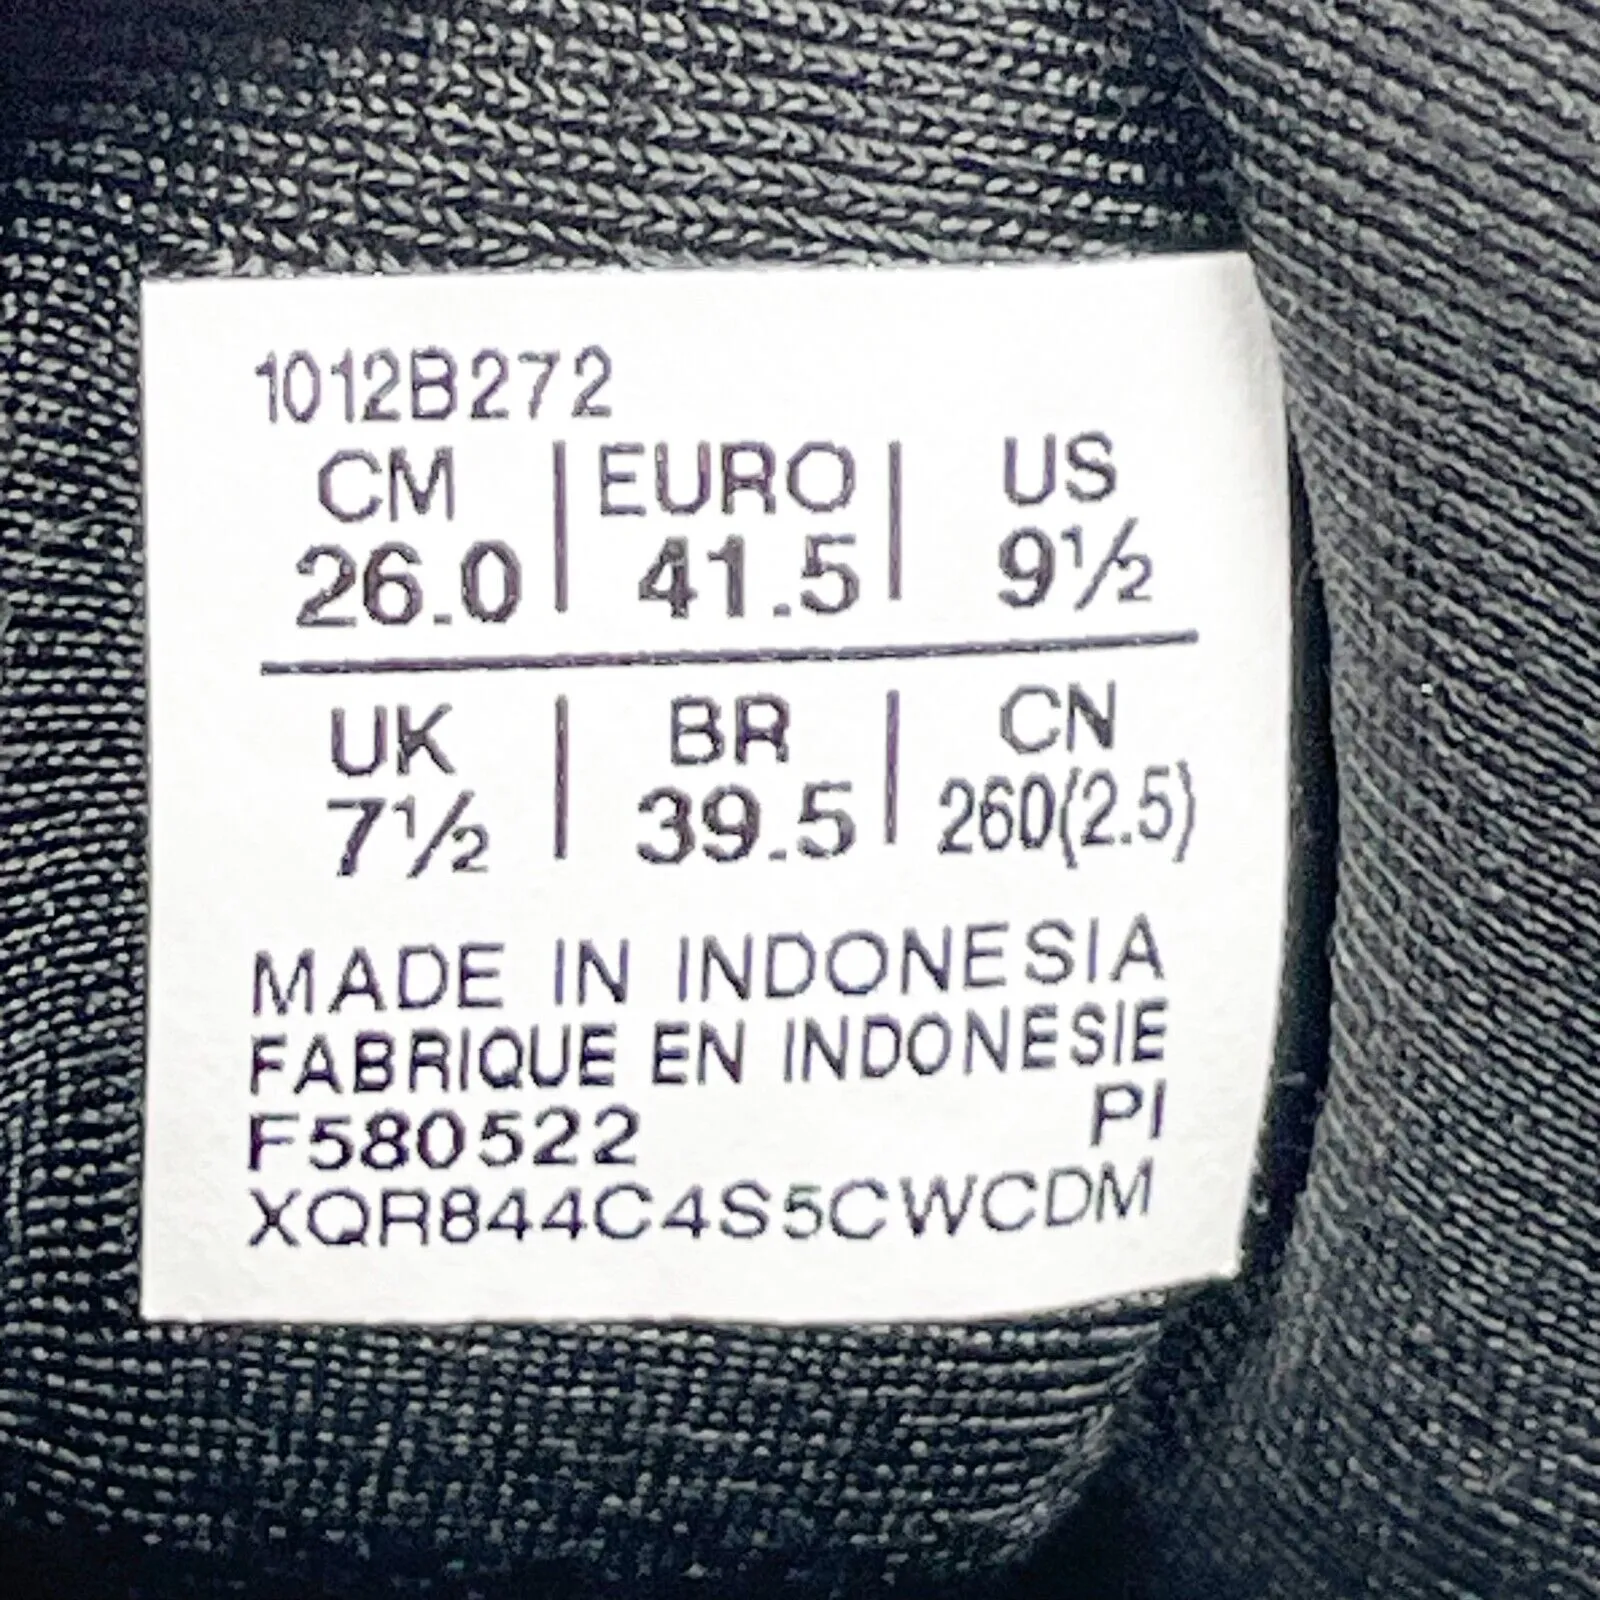 1012B272
CM | EURO | US
26.0 | 41.5 | 9½
UK | BR | CN
7½ | 39.5 | 260(2.5)
MADE IN INDONESIA
FABRIQUE EN INDONESIE
F580522 PI
XQR844C4S5CWCDM